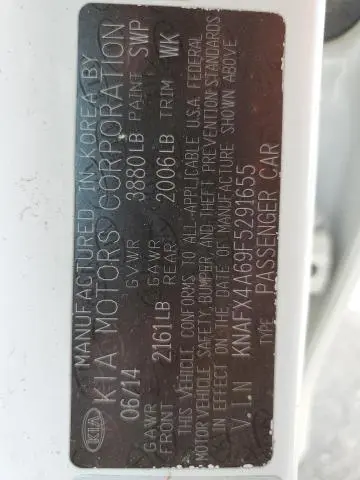 MANUFACTURED IN KOREA BY
KIA KIA MOTORS CORPORATION
06/14 GVWR 3880LB PAINT SWP
GAWR FRONT 2161LB GAWR REAR 2006LB TRIM WK
THIS VEHICLE CONFORMS TO ALL APPLICABLE U.S.A. FEDERAL
MOTOR VEHICLE SAFETY, BUMPER AND THEFT PREVENTION STANDARDS
IN EFFECT ON THE DATE OF MANUFACTURE SHOWN ABOVE
V.I.N KNAFX4A69F5291655
TYPE PASSENGER CAR